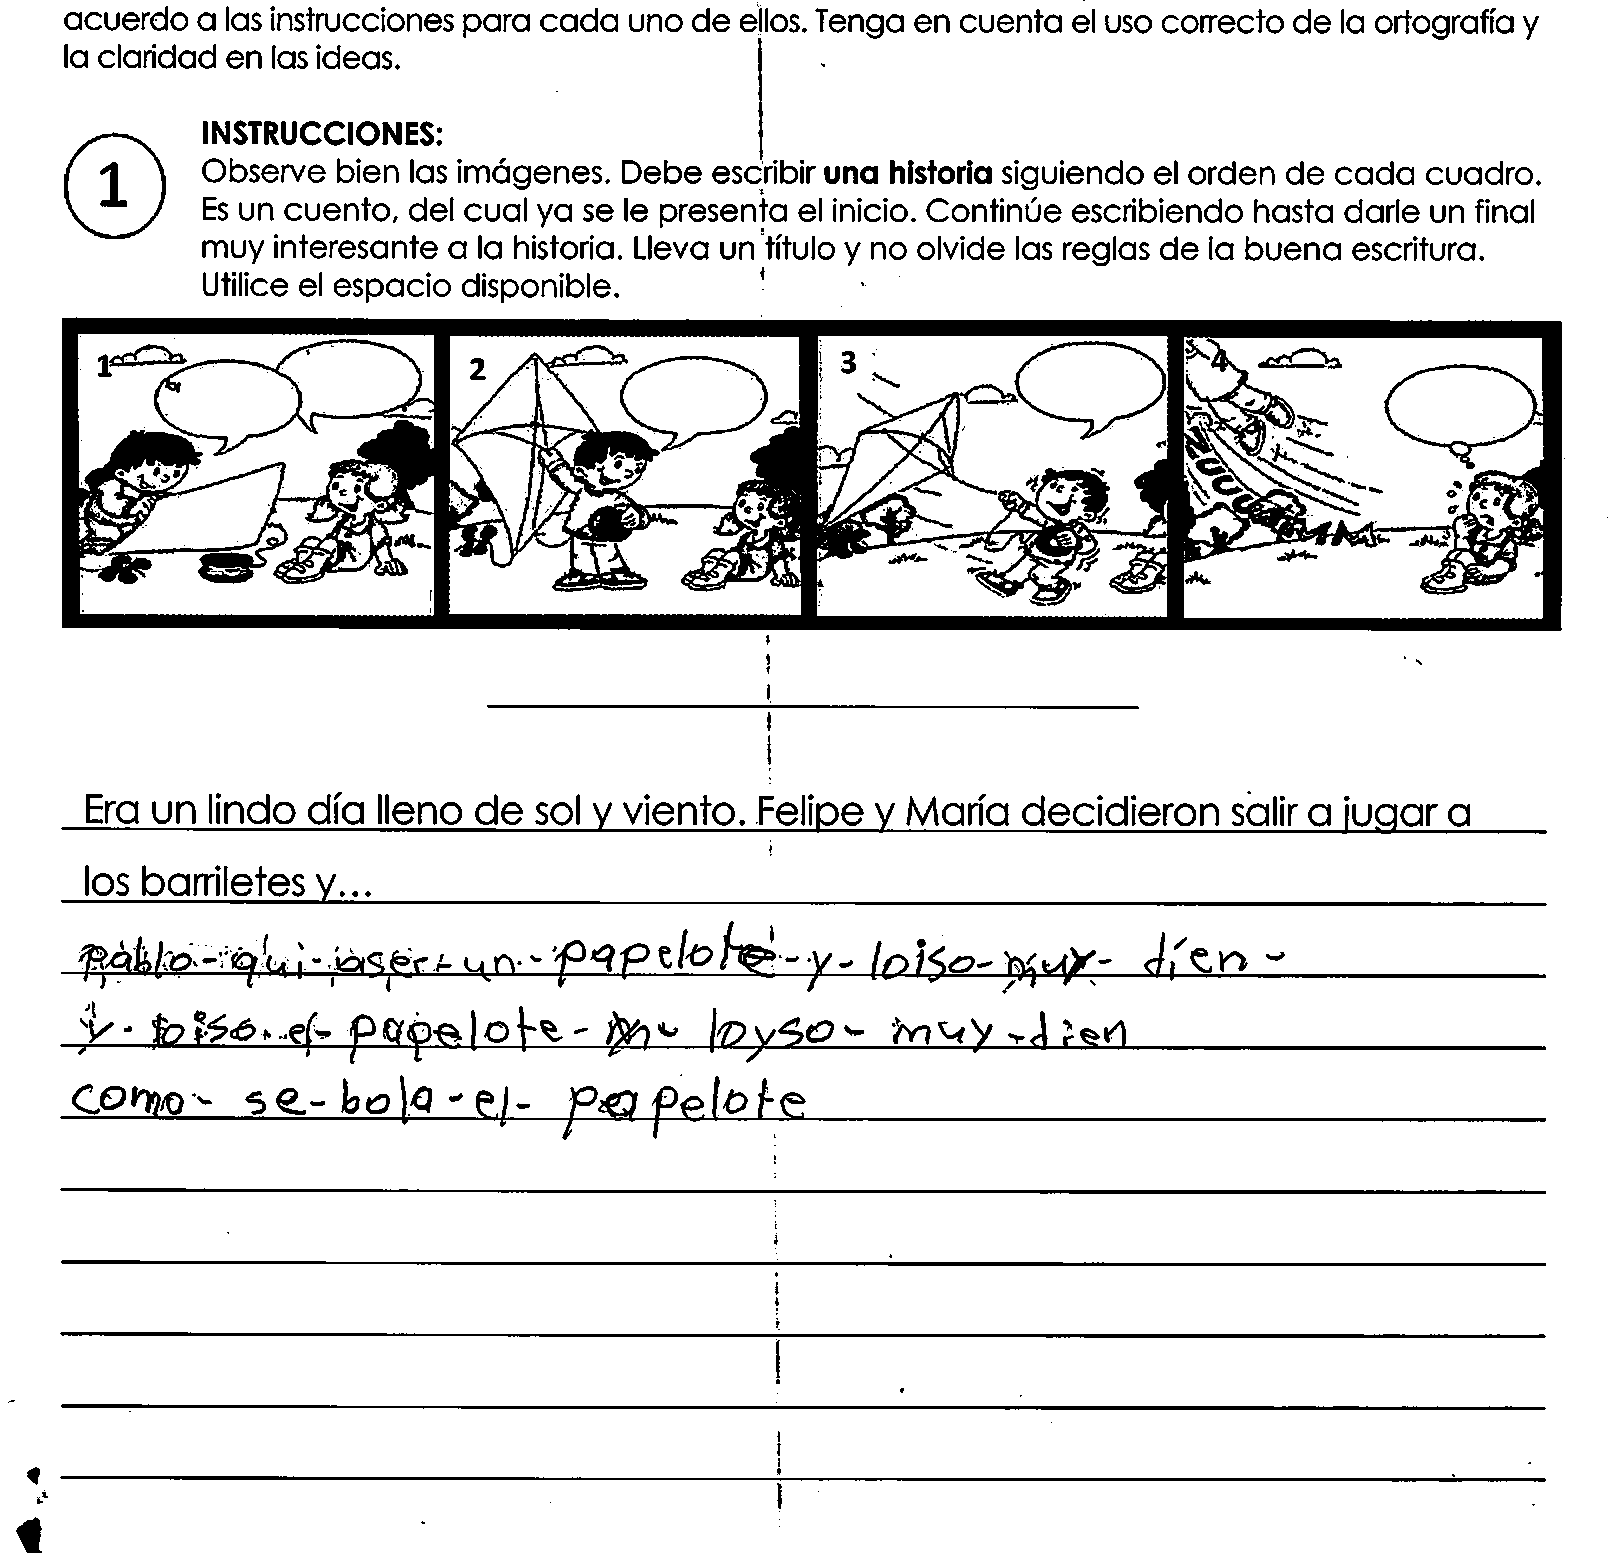 acuerdo a las instrucciones para cada uno de ellos. Tenga en cuenta el uso correcto de la ortografía y
la claridad en las ideas.
1
INSTRUCCIONES:
Observe bien las imágenes. Debe escribir una historia siguiendo el orden de cada cuadro.
Es un cuento, del cual ya se le presenta el inicio. Continúe escribiendo hasta darle un final
muy interesante a la historia. Lleva un título y no olvide las reglas de la buena escritura.
Utilice el espacio disponible.
1 2 3 4
Era un lindo día lleno de sol y viento. Felipe y María decidieron salir a jugar a
los barriletes y...
pablo - qui - aser - un - papelote - y - loiso - muy - dien -
y - loiso - el - papelote - loyso - muy - dien
como - se - bola - el - papelote